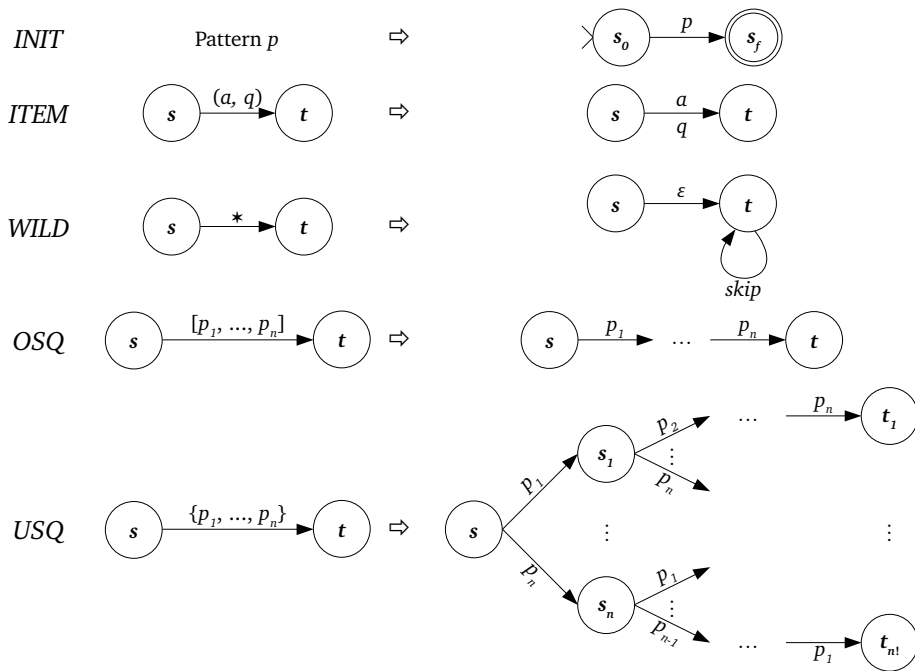 INIT Pattern p ⇨ s₀ p s_f
ITEM s (a, q) t ⇨ s a q t
WILD s * t ⇨ s ε t skip
OSQ s [p₁, ..., pₙ] t ⇨ s p₁ ... pₙ t
USQ s {p₁, ..., pₙ} t ⇨ s p₁ pₙ s₁ ⋮ sₙ p₂ ⋮ pₙ p₁ ⋮ pₙ₋₁ ... pₙ t₁ ⋮ ... p₁ tₙ!